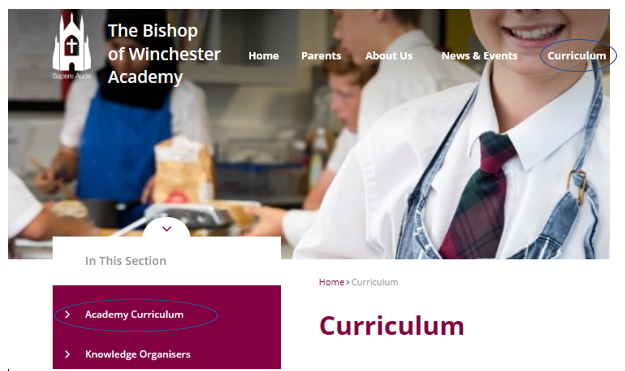 The Bishop
of Winchester
Academy
Sapere Aude
Home Parents About Us News & Events Curriculum
In This Section
Academy Curriculum
Knowledge Organisers
Home > Curriculum
Curriculum